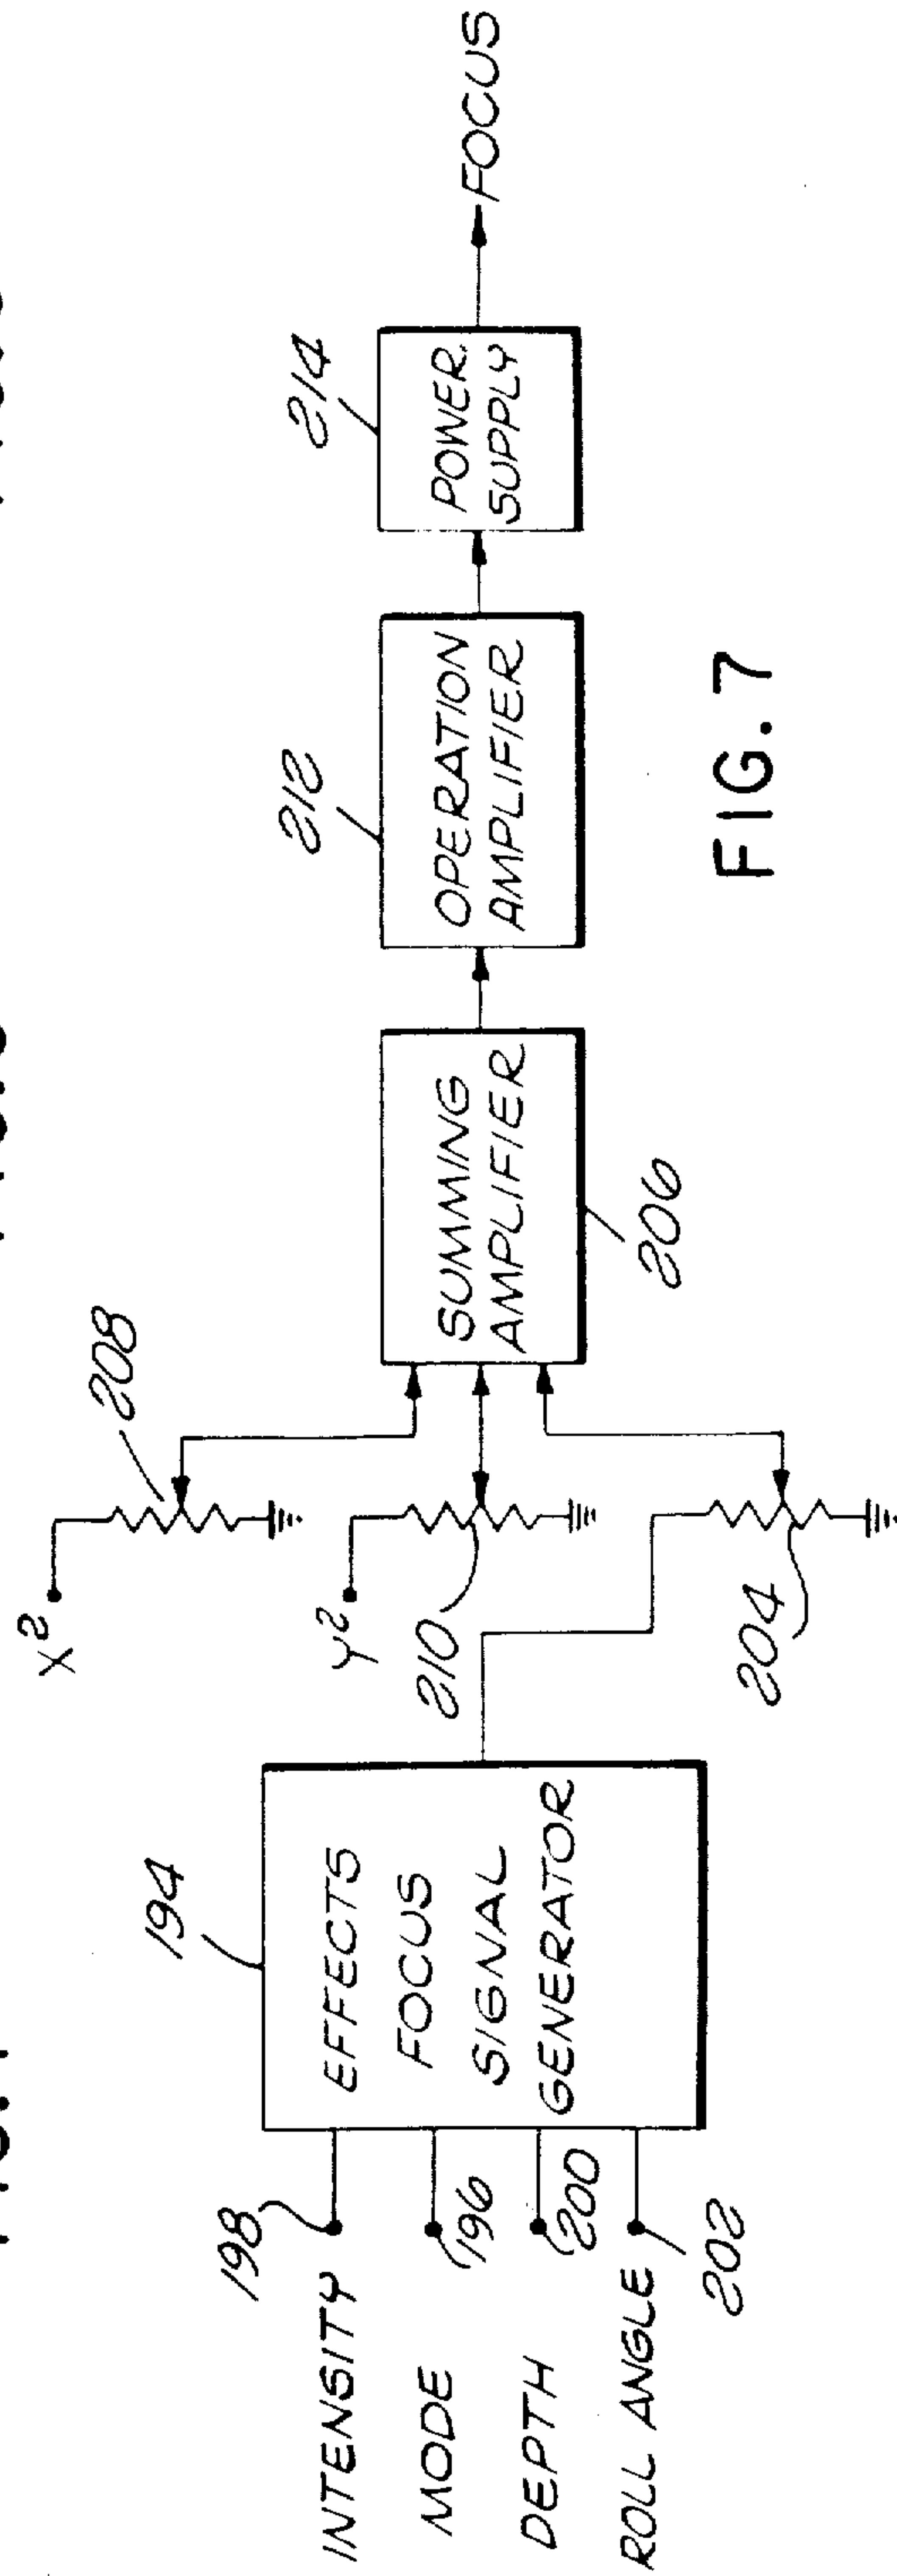 X²
208
Y²
210
194
EFFECTS
FOCUS
SIGNAL
GENERATOR
INTENSITY
198
MODE
196
DEPTH
200
ROLL ANGLE
202
204
SUMMING
AMPLIFIER
206
212
OPERATION
AMPLIFIER
214
POWER
SUPPLY
FOCUS
FIG. 7